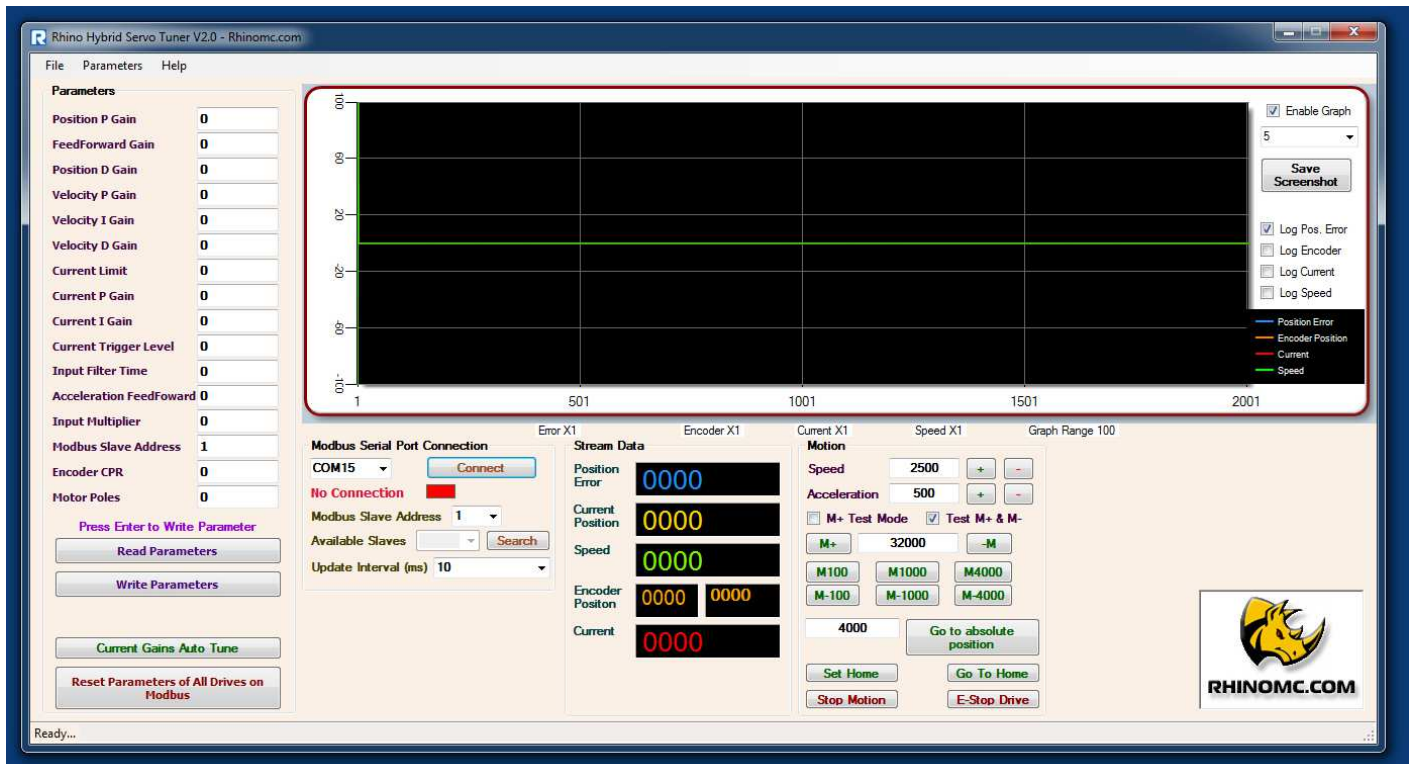 Rhino Hybrid Servo Tuner V2.0 - Rhinomc.com
File Parameters Help
Parameters
Position P Gain 0
FeedForward Gain 0
Position D Gain 0
Velocity P Gain 0
Velocity I Gain 0
Velocity D Gain 0
Current Limit 0
Current P Gain 0
Current I Gain 0
Current Trigger Level 0
Input Filter Time 0
Acceleration FeedFoward 0
Input Multiplier 0
Modbus Slave Address 1
Encoder CPR 0
Motor Poles 0
Press Enter to Write Parameter
Read Parameters
Write Parameters
Current Gains Auto Tune
Reset Parameters of All Drives on
Modbus
100
60
20
-20
-60
-100
1 501 1001 1501 2001
Enable Graph
5
Save
Screenshot
Log Pos. Error
Log Encoder
Log Current
Log Speed
Position Error
Encoder Position
Current
Speed
Error X1 Encoder X1 Current X1 Speed X1 Graph Range 100
Modbus Serial Port Connection
COM15 Connect
No Connection
Modbus Slave Address 1
Available Slaves Search
Update Interval (ms) 10
Stream Data
Position
Error 0000
Current
Position 0000
Speed 0000
Encoder
Positon 0000 0000
Current 0000
Motion
Speed 2500 + -
Acceleration 500 + -
M+ Test Mode Test M+ & M-
M+ 32000 -M
M100 M1000 M4000
M-100 M-1000 M-4000
4000 Go to absolute
position
Set Home Go To Home
Stop Motion E-Stop Drive
RHINOMC.COM
Ready...